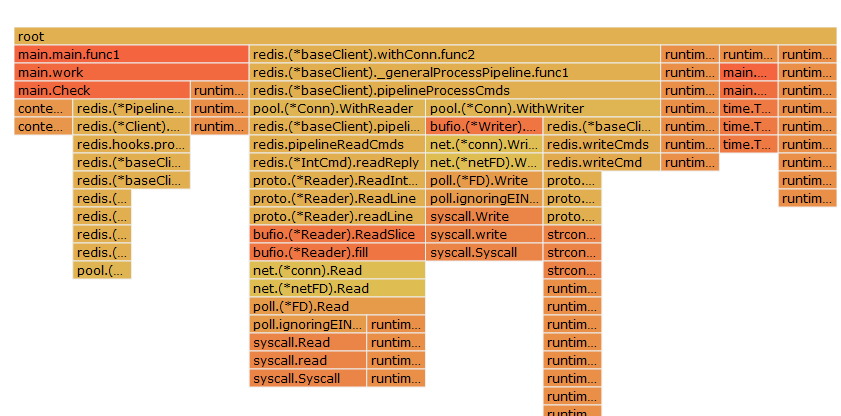 root
main.main.func1 redis.(*baseClient).withConn.func2 runtim... runtim... runtim...
main.work redis.(*baseClient)._generalProcessPipeline.func1 runtim... main.... runtim...
main.Check runtim... redis.(*baseClient).pipelineProcessCmds runtim... main.... runtim...
conte... redis.(*Pipeline... runtim... pool.(*Conn).WithReader pool.(*Conn).WithWriter runtim... time.T... runtim...
conte... redis.(*Client).... runtim... redis.(*baseClient).pipeli... bufio.(*Writer).... redis.(*baseCli... runtim... time.T... runtim...
redis.hooks.pro... redis.pipelineReadCmds net.(*conn).Wri... redis.writeCmds runtim... time.T... runtim...
redis.(*baseCli... redis.(*IntCmd).readReply net.(*netFD).W... redis.writeCmd runtim... runtim...
redis.(*baseCli... proto.(*Reader).ReadInt... poll.(*FD).Write proto.... runtim...
redis.(... proto.(*Reader).ReadLine poll.ignoringEIN... proto.... runtim...
redis.(... proto.(*Reader).readLine syscall.Write proto....
redis.(... bufio.(*Reader).ReadSlice syscall.write strcon...
redis.(... bufio.(*Reader).fill syscall.Syscall strcon...
pool.(... net.(*conn).Read strcon...
net.(*netFD).Read runtim...
poll.(*FD).Read runtim...
poll.ignoringEIN... runtim... runtim...
syscall.Read runtim... runtim...
syscall.read runtim... runtim...
syscall.Syscall runtim... runtim...
runtim...
runtim...